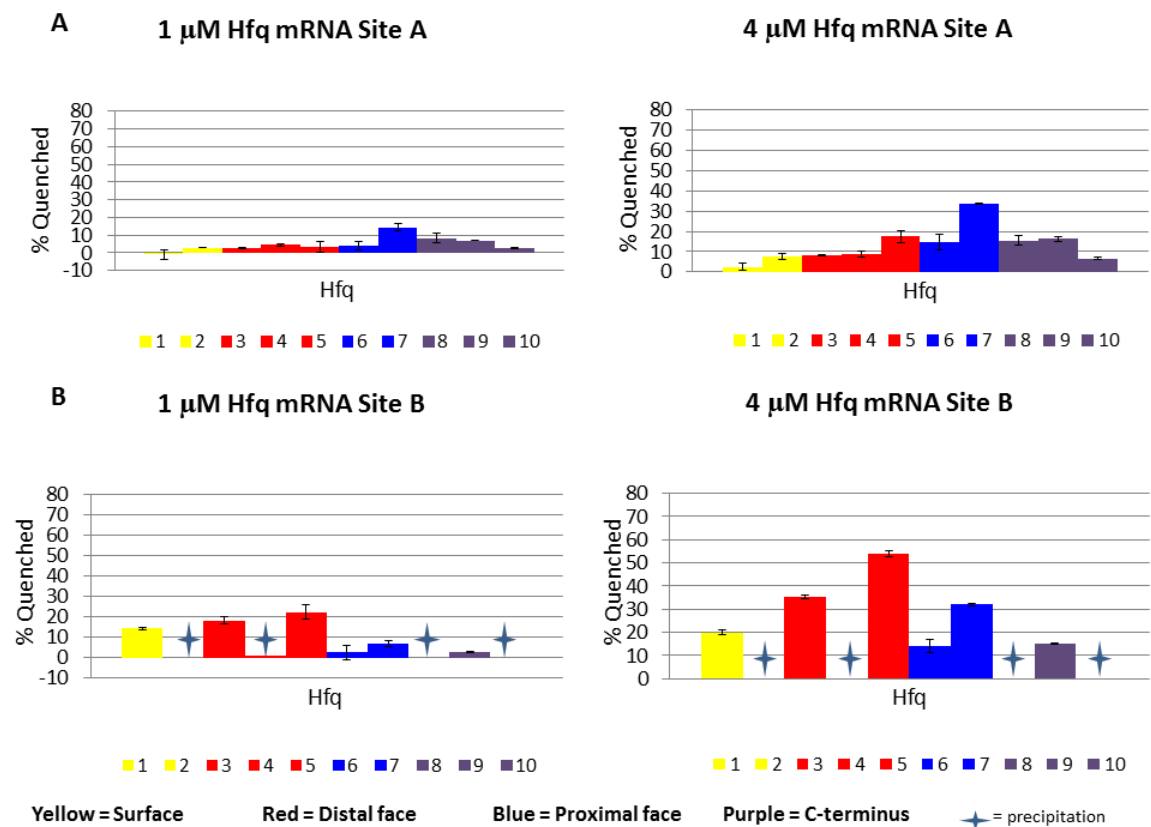 A
1 μM Hfq mRNA Site A
% Quenched
80
70
60
50
40
30
20
10
0
-10
Hfq
1 2 3 4 5 6 7 8 9 10
4 μM Hfq mRNA Site A
% Quenched
80
70
60
50
40
30
20
10
0
Hfq
1 2 3 4 5 6 7 8 9 10
B
1 μM Hfq mRNA Site B
% Quenched
80
70
60
50
40
30
20
10
0
-10
Hfq
1 2 3 4 5 6 7 8 9 10
4 μM Hfq mRNA Site B
% Quenched
80
70
60
50
40
30
20
10
0
Hfq
1 2 3 4 5 6 7 8 9 10
Yellow = Surface Red = Distal face Blue = Proximal face Purple = C-terminus = precipitation